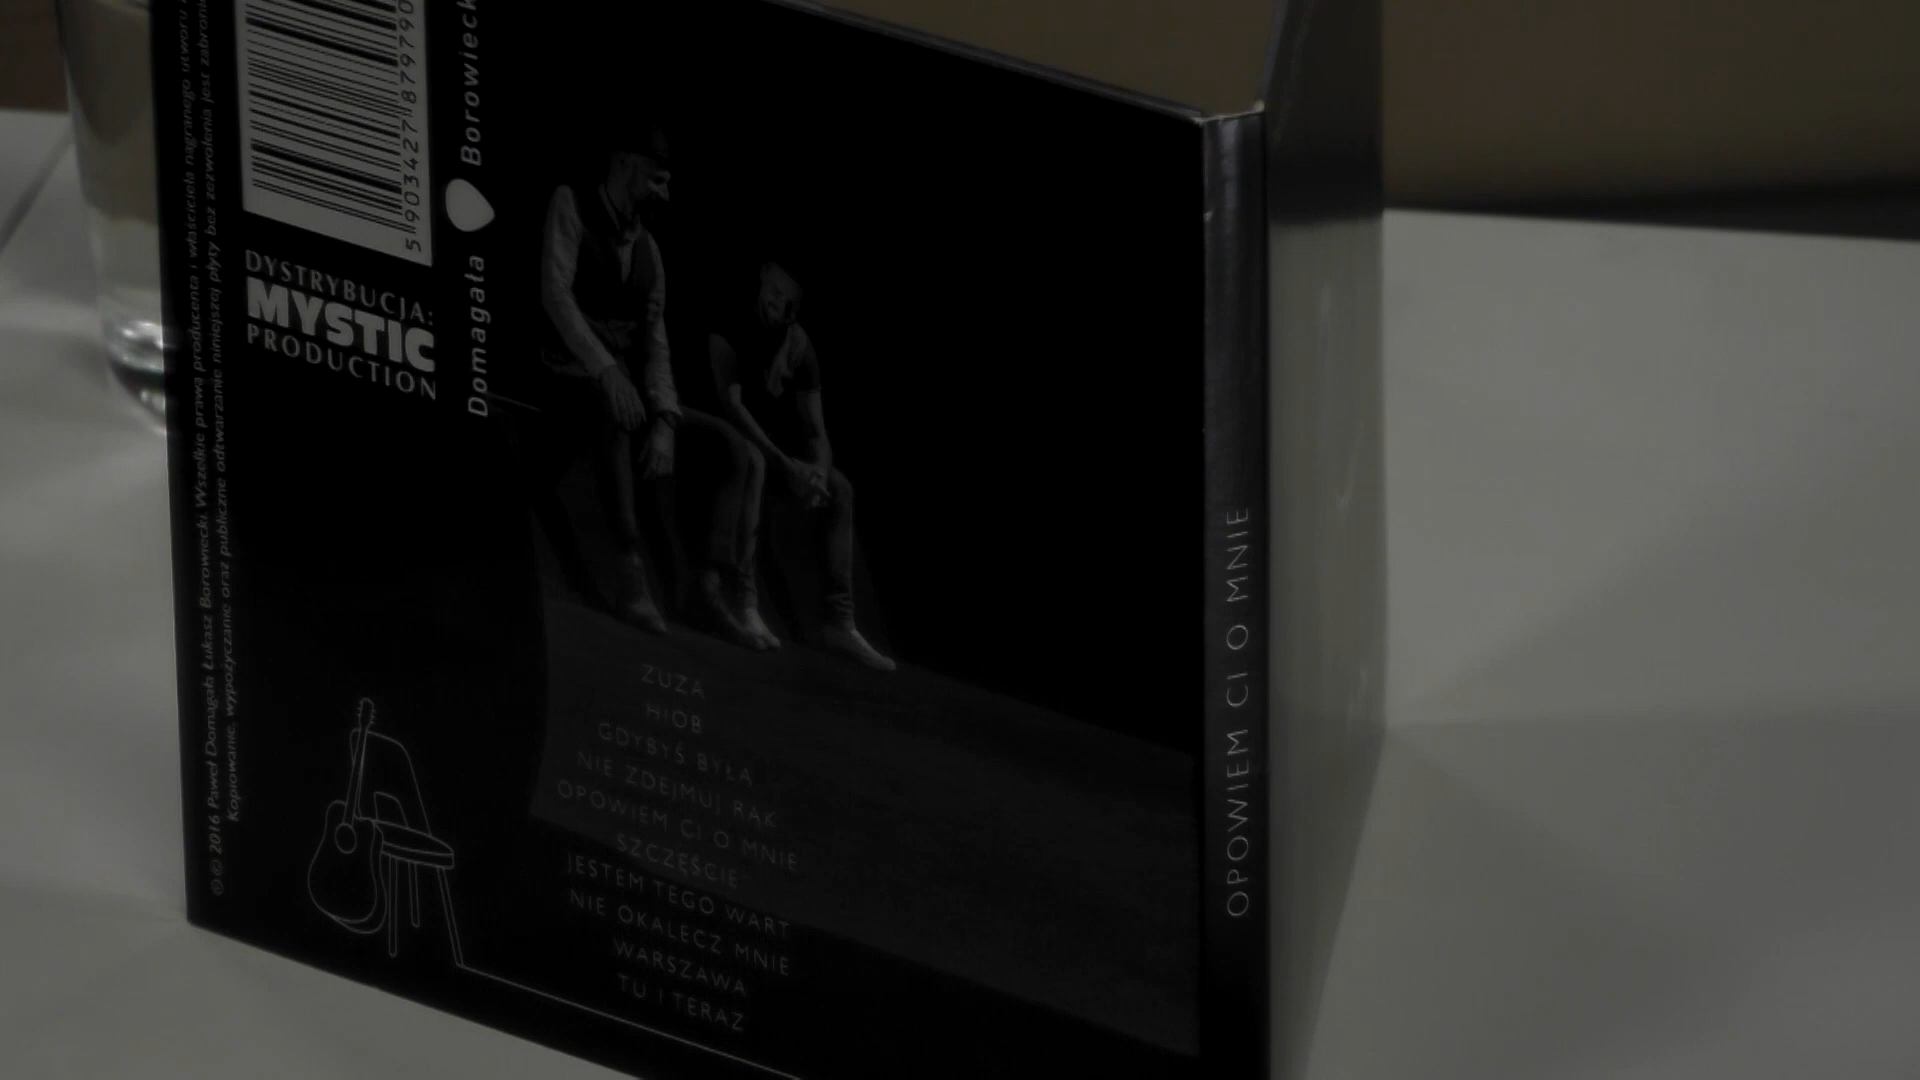 © © 2016 Paweł Domagała Łukasz Borowiecki Wszelkie prawa producenta i właściciela nagranego utworu
Kopiowanie, wypożyczanie oraz publiczne odtwarzanie niniejszej płyty bez zezwolenia jest
5 903427 879790
DYSTRYBUCJA:
MYSTIC
PRODUCTION
Domagała Borowieck
ZUZA
HIOB
GDYBYŚ BYŁA
NIE ZDEJMUJ RĄK
OPOWIEM CI O MNIE
SZCZĘŚCIE
JESTEM TEGO WART
NIE OKALECZ MNIE
WARSZAWA
TU I TERAZ
OPOWIEM CI O MNIE